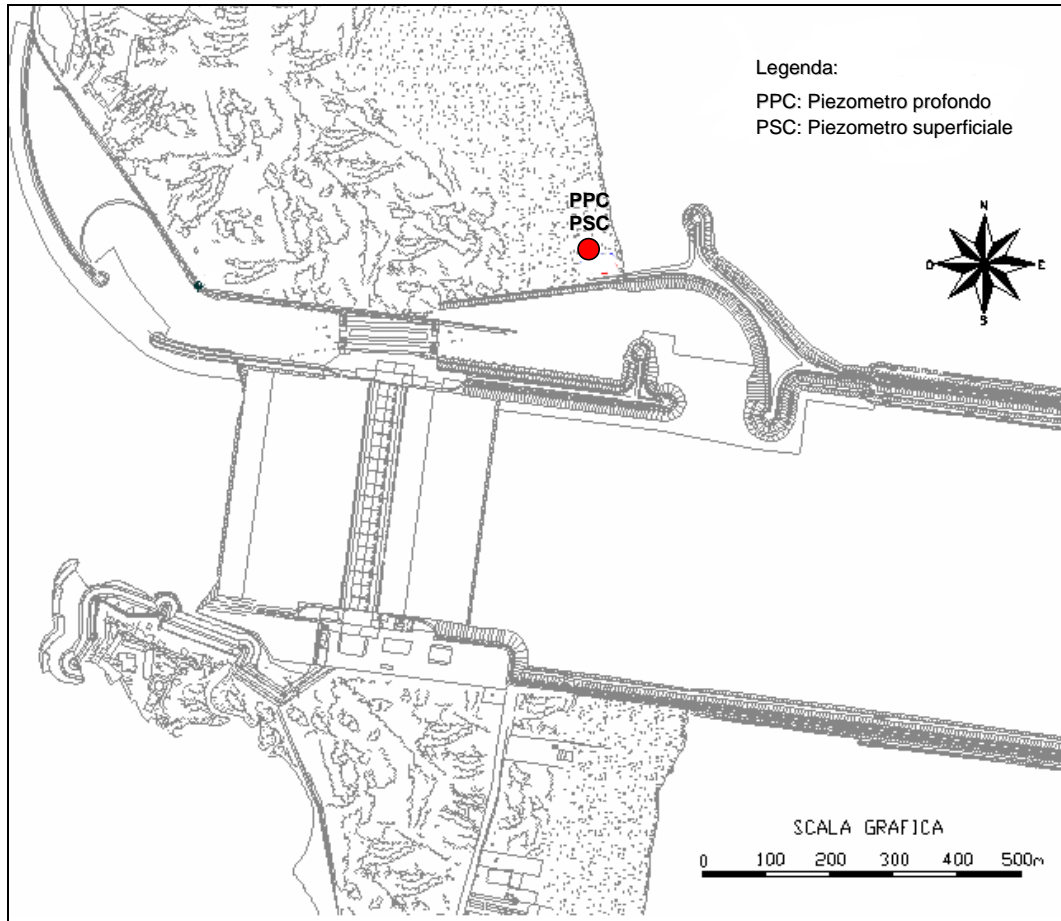 Legenda:
PPC: Piezometro profondo
PSC: Piezometro superficiale
PPC
PSC
N
O E
S
SCALA GRAFICA
0 100 200 300 400 500m